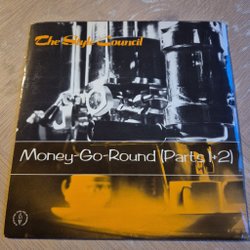 The Style Council
Money-Go-Round (Parts 1+2)